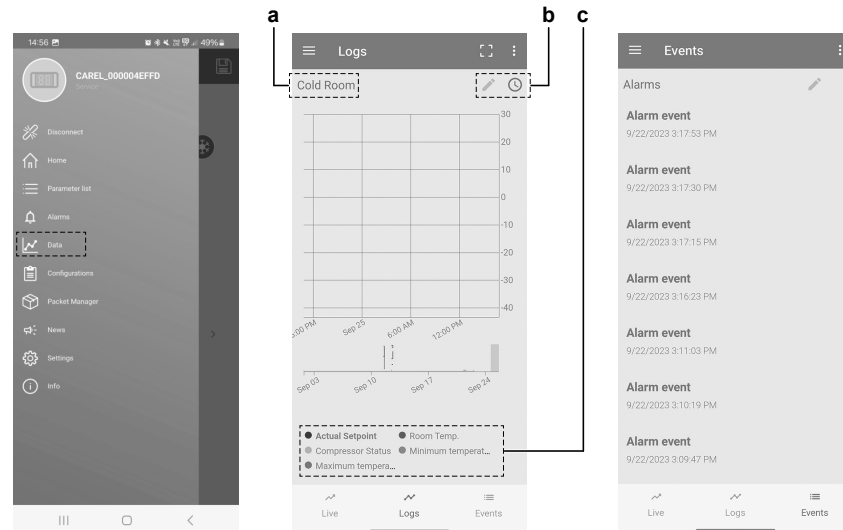 a
b
c
14:56
49%
CAREL_000004EFFD
Service
Disconnect
Home
Parameter list
Alarms
Data
Configurations
Packet Manager
News
Settings
Info
Logs
Cold Room
30
20
10
0
-10
-20
-30
-40
6:00 AM
12:00 PM
Sep 25
Sep 03
Sep 10
Sep 17
Sep 24
Actual Setpoint
Room Temp.
Compressor Status
Minimum temperat...
Maximum tempera...
Live
Logs
Events
Events
Alarms
Alarm event
9/22/2023 3:17:53 PM
Alarm event
9/22/2023 3:17:30 PM
Alarm event
9/22/2023 3:17:15 PM
Alarm event
9/22/2023 3:16:23 PM
Alarm event
9/22/2023 3:11:03 PM
Alarm event
9/22/2023 3:10:19 PM
Alarm event
9/22/2023 3:09:47 PM
Live
Logs
Events